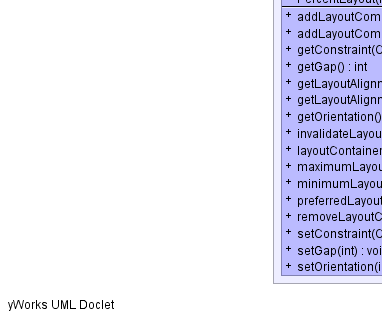 PercentLayout(
+ addLayoutCom
+ addLayoutCom
+ getConstraint(C
+ getGap() : int
+ getLayoutAlignm
+ getLayoutAlignm
+ getOrientation()
+ invalidateLayou
+ layoutContainer
+ maximumLayou
+ minimumLayou
+ preferredLayout
+ removeLayoutC
+ setConstraint(C
+ setGap(int) : voi
+ setOrientation(i
yWorks UML Doclet